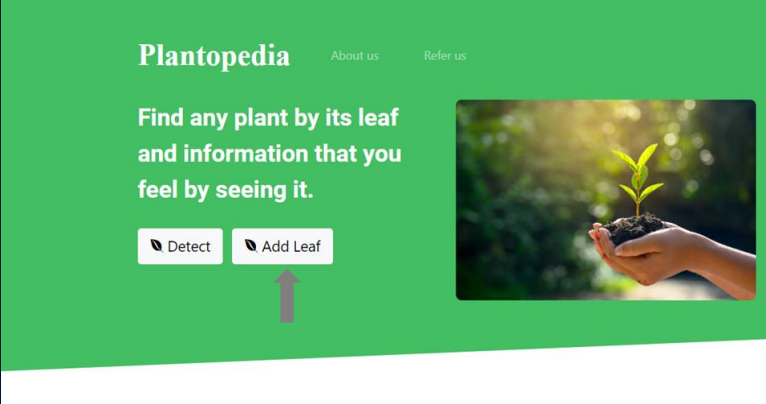 Plantopedia About us Refer us
Find any plant by its leaf
and information that you
feel by seeing it.
Detect Add Leaf